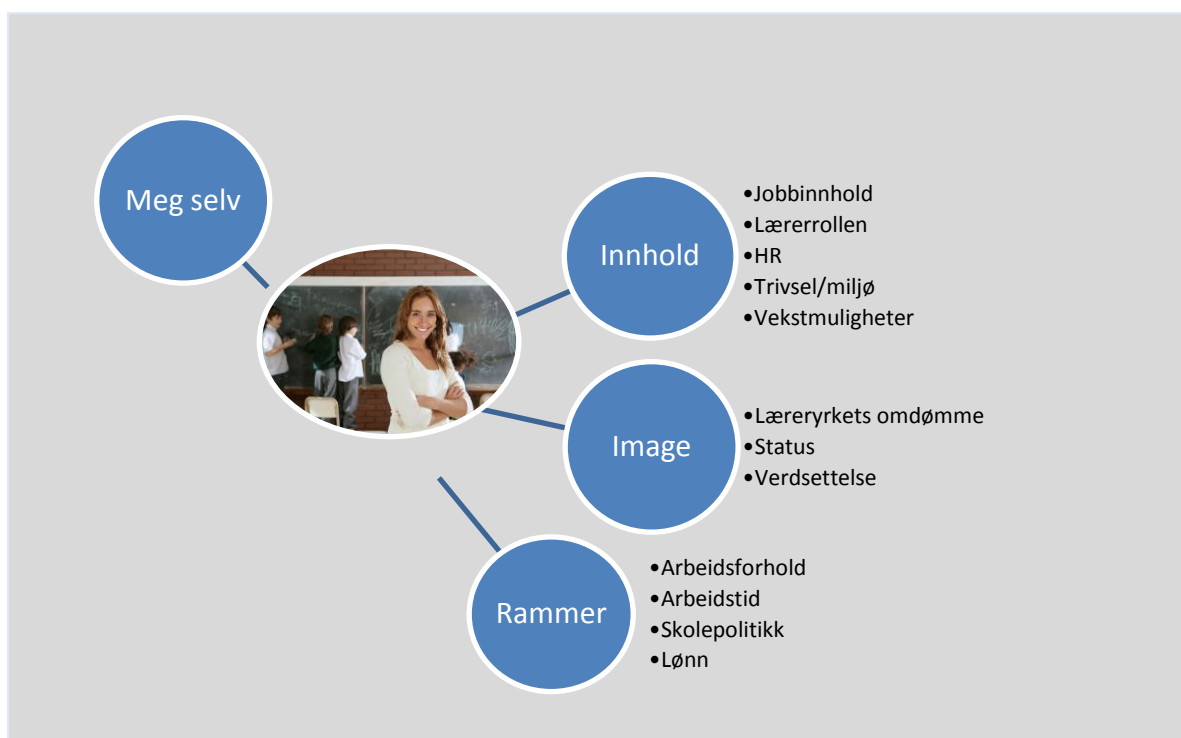 Meg selv
Innhold
•Jobbinnhold
•Lærerrollen
•HR
•Trivsel/miljø
•Vekstmuligheter
Image
•Læreryrkets omdømme
•Status
•Verdsettelse
Rammer
•Arbeidsforhold
•Arbeidstid
•Skolepolitikk
•Lønn